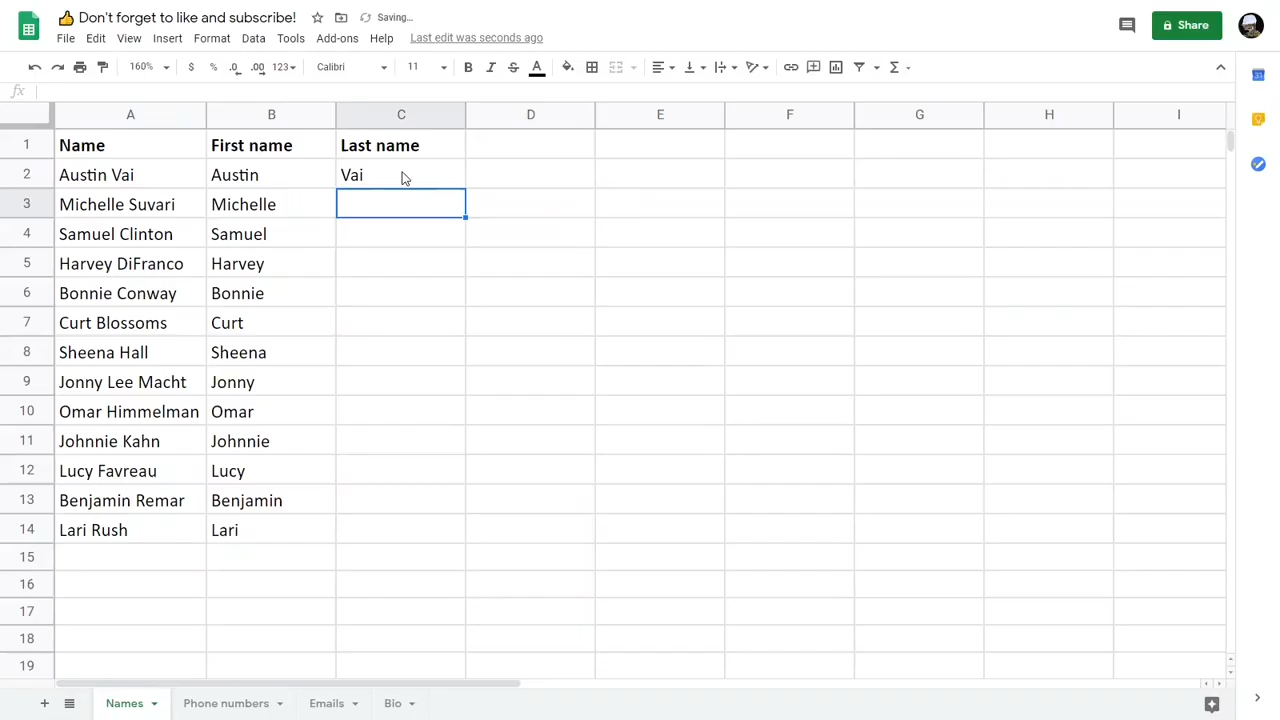 👍 Don't forget to like and subscribe! Saving...
File Edit View Insert Format Data Tools Add-ons Help Last edit was seconds ago
Share
160% $ % .0 .00 123 Calibri 11 B I S A Σ
fx
A B C D E F G H I
1 Name First name Last name
2 Austin Vai Austin Vai
3 Michelle Suvari Michelle
4 Samuel Clinton Samuel
5 Harvey DiFranco Harvey
6 Bonnie Conway Bonnie
7 Curt Blossoms Curt
8 Sheena Hall Sheena
9 Jonny Lee Macht Jonny
10 Omar Himmelman Omar
11 Johnnie Kahn Johnnie
12 Lucy Favreau Lucy
13 Benjamin Remar Benjamin
14 Lari Rush Lari
15
16
17
18
19
+ Names Phone numbers Emails Bio